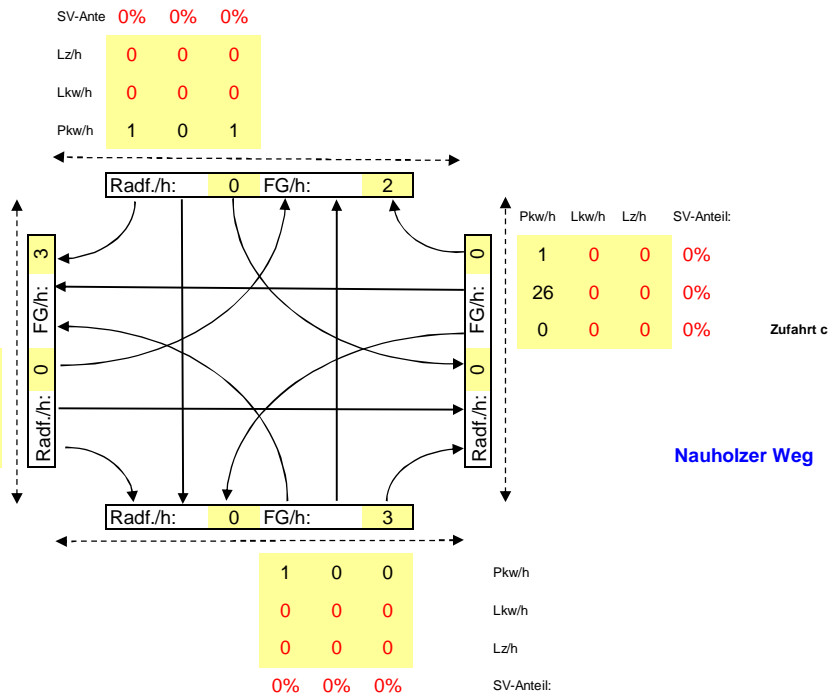 SV-Ante 0% 0% 0%
Lz/h 0 0 0
Lkw/h 0 0 0
Pkw/h 1 0 1
Radf./h: 0 FG/h: 2
Pkw/h Lkw/h Lz/h SV-Anteil:
1 0 0 0%
26 0 0 0%
0 0 0 0%
Zufahrt c
Radf./h: 0 FG/h: 3
Radf./h: 0 FG/h: 0
Nauholzer Weg
Radf./h: 0 FG/h: 3
1 0 0 Pkw/h
0 0 0 Lkw/h
0 0 0 Lz/h
0% 0% 0% SV-Anteil: